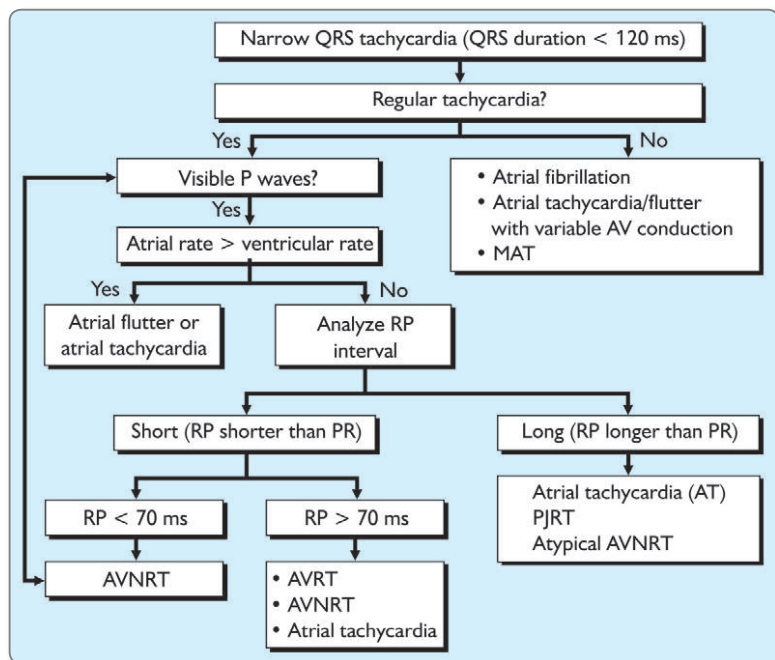 Narrow QRS tachycardia (QRS duration < 120 ms)
Regular tachycardia?
Yes
No
Visible P waves?
• Atrial fibrillation
• Atrial tachycardia/flutter
with variable AV conduction
• MAT
Yes
Atrial rate > ventricular rate
Yes
No
Atrial flutter or
atrial tachycardia
Analyze RP
interval
Short (RP shorter than PR)
Long (RP longer than PR)
RP < 70 ms
RP > 70 ms
Atrial tachycardia (AT)
PJRT
Atypical AVNRT
AVNRT
• AVRT
• AVNRT
• Atrial tachycardia